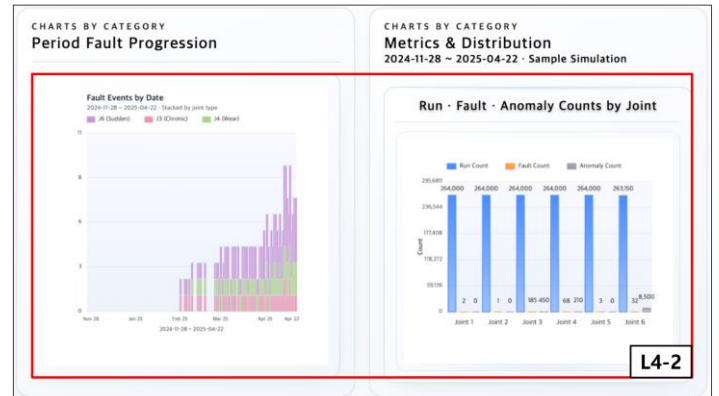 CHARTS BY CATEGORY
Period Fault Progression
Fault Events by Date
2024-11-28 ~ 2025-04-22 · Stacked by joint type
J6 (Sudden) J3 (Chronic) J4 (Wear)
11
8
6
3
0
Nov 28 Jan 25 Feb 25 Mar 25 Apr 25 Apr 22
2024-11-28 ~ 2025-04-22
CHARTS BY CATEGORY
Metrics & Distribution
2024-11-28 ~ 2025-04-22 · Sample Simulation
Run · Fault · Anomaly Counts by Joint
Run Count Fault Count Anomaly Count
295,680
264,000 264,000 264,000 264,000 264,000 263,150
236,544
177,408
118,272
59,136
Count
2 0 1 0 185 450 68 210 3 0 32 8,500
0
Joint 1 Joint 2 Joint 3 Joint 4 Joint 5 Joint 6
L4-2